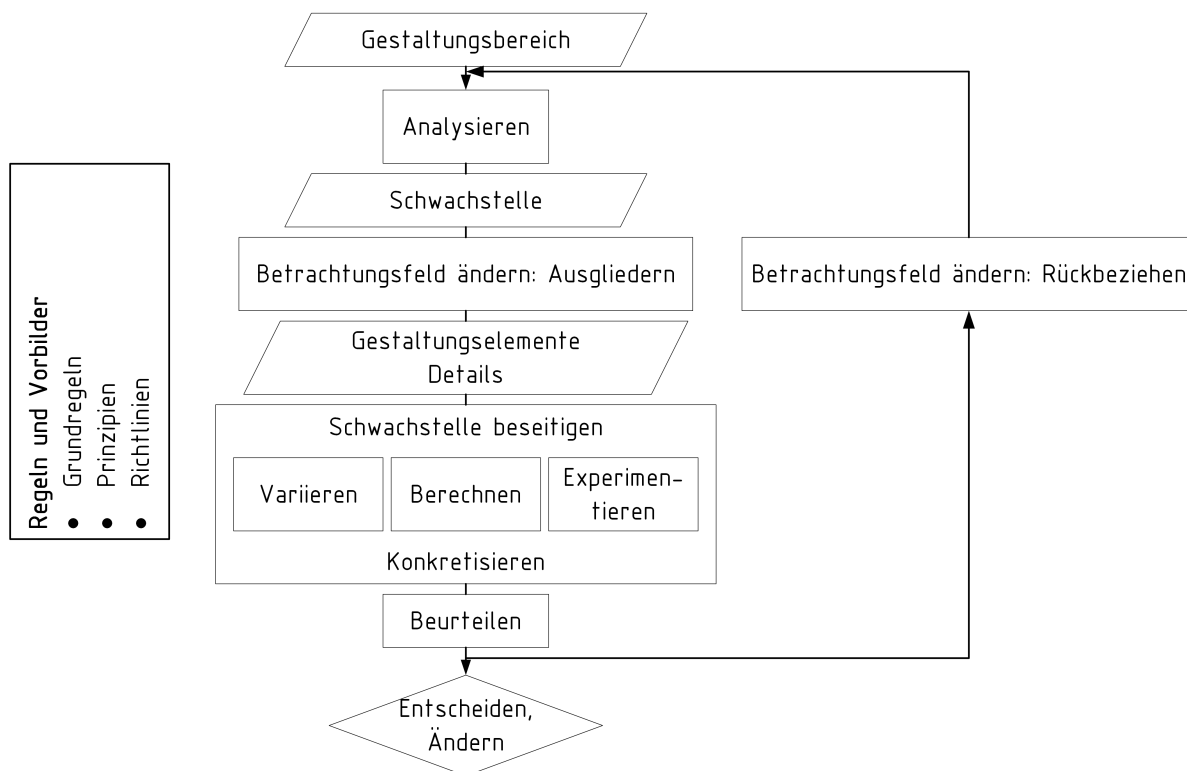 Gestaltungsbereich
Analysieren
Schwachstelle
Betrachtungsfeld ändern: Ausgliedern
Betrachtungsfeld ändern: Rückbeziehen
Gestaltungselemente
Details
Schwachstelle beseitigen
Variieren
Berechnen
Experimen-
tieren
Konkretisieren
Beurteilen
Entscheiden,
Ändern
Regeln und Vorbilder
● Grundregeln
● Prinzipien
● Richtlinien